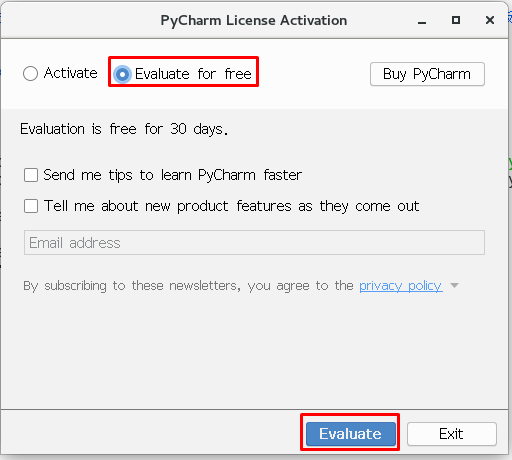 PyCharm License Activation
Activate Evaluate for free Buy PyCharm
Evaluation is free for 30 days.
Send me tips to learn PyCharm faster
Tell me about new product features as they come out
Email address
By subscribing to these newsletters, you agree to the privacy policy
Evaluate Exit